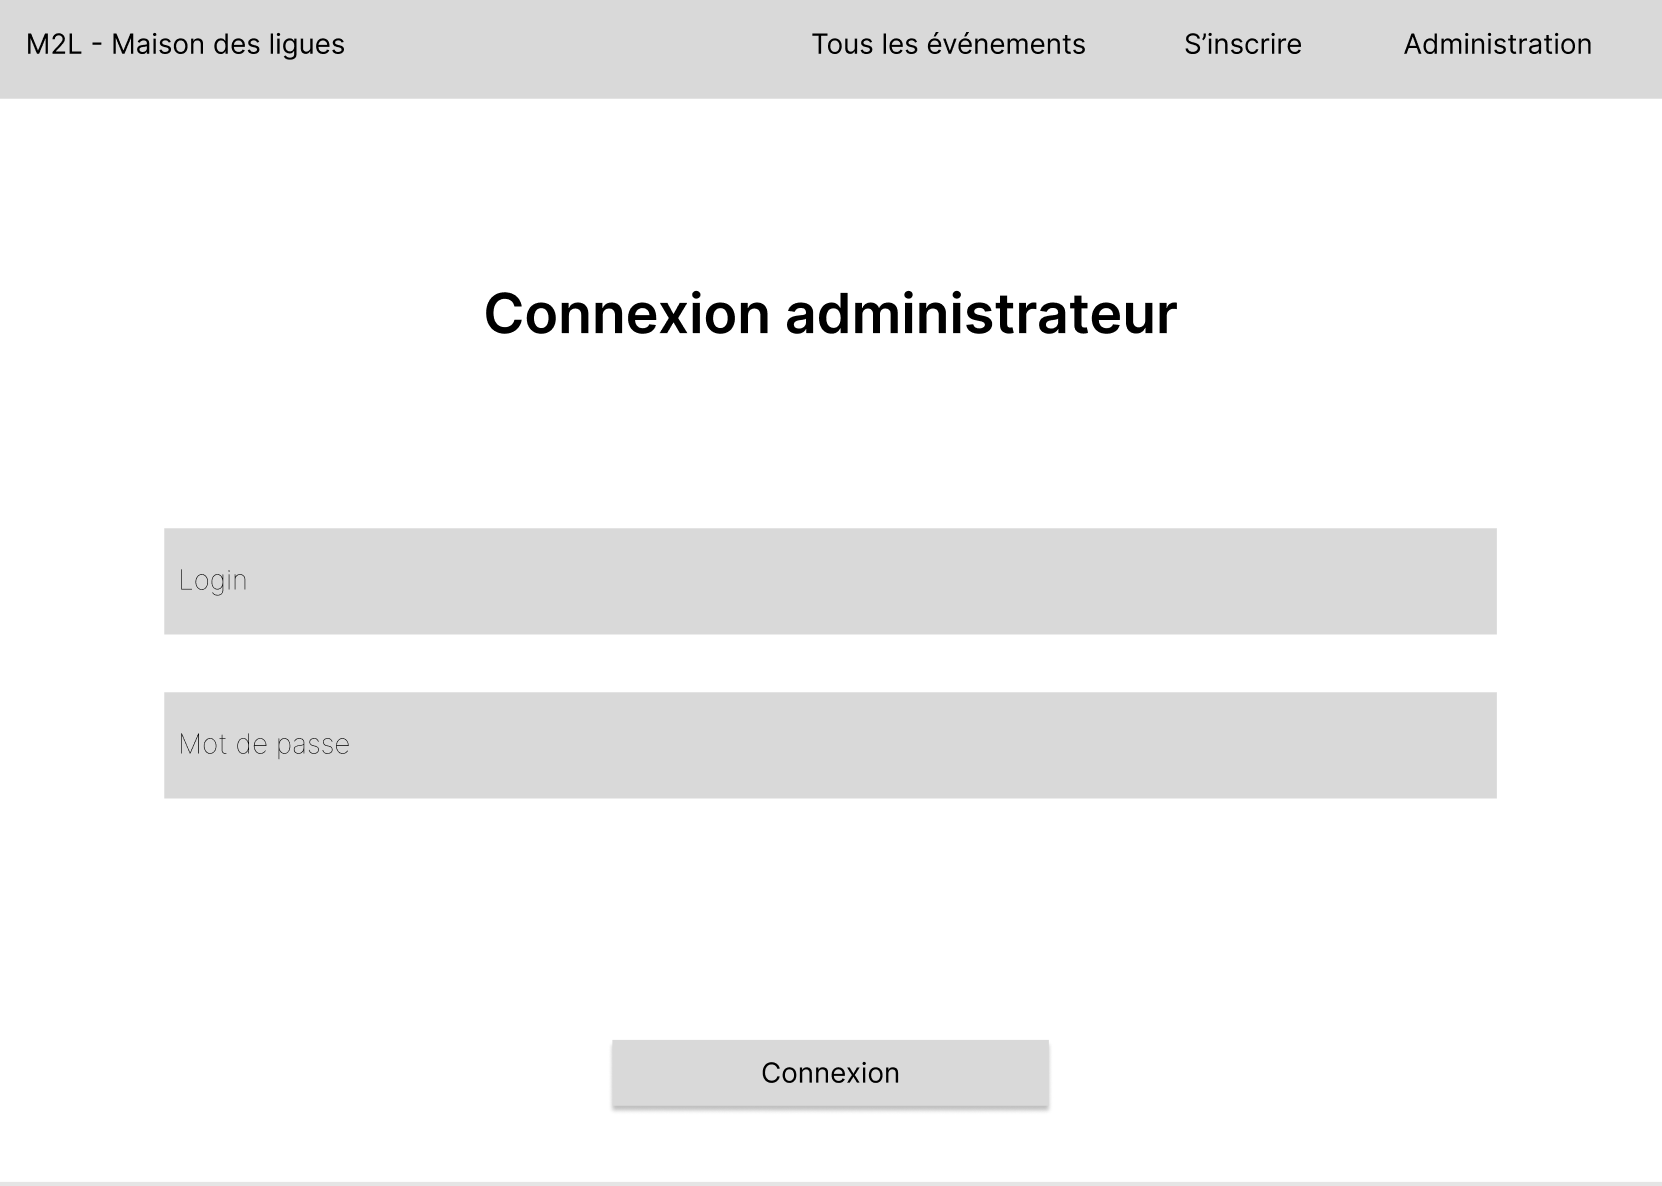 M2L - Maison des ligues Tous les événements S’inscrire Administration
Connexion administrateur
Login
Mot de passe
Connexion